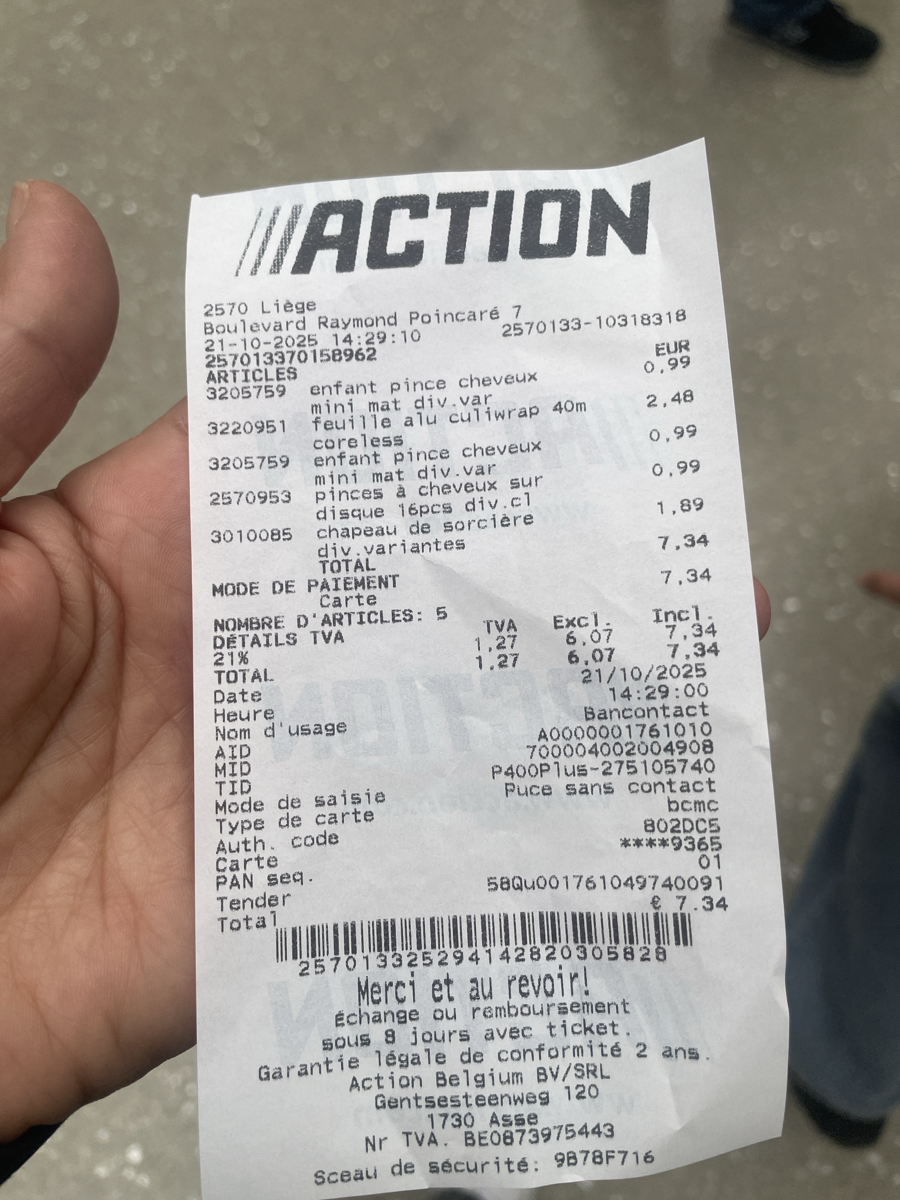 ///ACTION
2570 Liège
Boulevard Raymond Poincaré 7
21-10-2025 14:29:10 2570133-10318318
257013370158962
EUR
ARTICLES
3205759 enfant pince cheveux 0,99
mini mat div.var
3220951 feuille alu culiwrap 40m 2,48
coreless
3205759 enfant pince cheveux 0,99
mini mat div.var
2570953 pinces à cheveux sur 0,99
disque 16pcs div.cl
3010085 chapeau de sorcière 1,89
div.variantes
TOTAL 7,34
MODE DE PAIEMENT
Carte 7,34
NOMBRE D'ARTICLES: 5
DÉTAILS TVA TVA Excl. Incl.
21% 1,27 6,07 7,34
TOTAL 1,27 6,07 7,34
Date 21/10/2025
Heure 14:29:00
Nom d'usage Bancontact
AID A0000001761010
MID 700004002004908
TID P400Plus-275105740
Mode de saisie Puce sans contact
Type de carte bcmc
Auth. code 802DC5
Carte ****9365
PAN seq. 01
Tender 58Qu001761049740091
Total € 7.34
257013325294142820305828
Merci et au revoir!
Échange ou remboursement
sous 8 jours avec ticket.
Garantie légale de conformité 2 ans.
Action Belgium BV/SRL
Gentsesteenweg 120
1730 Asse
Nr TVA. BE0873975443
Sceau de sécurité: 9B78F716